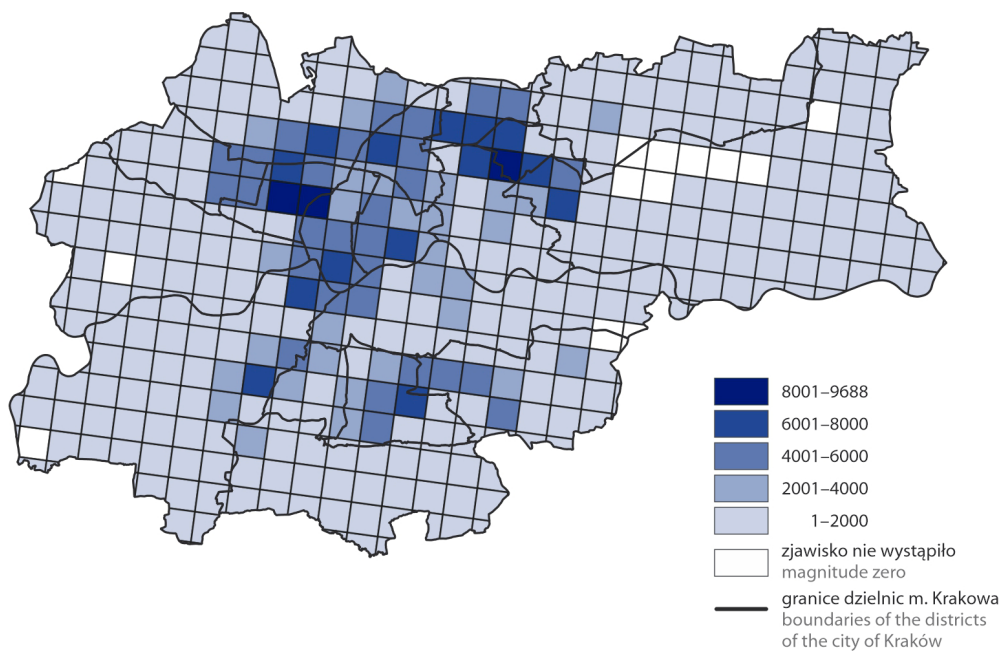 8001–9688
6001–8000
4001–6000
2001–4000
1–2000
zjawisko nie wystąpiło
magnitude zero
granice dzielnic m. Krakowa
boundaries of the districts
of the city of Kraków